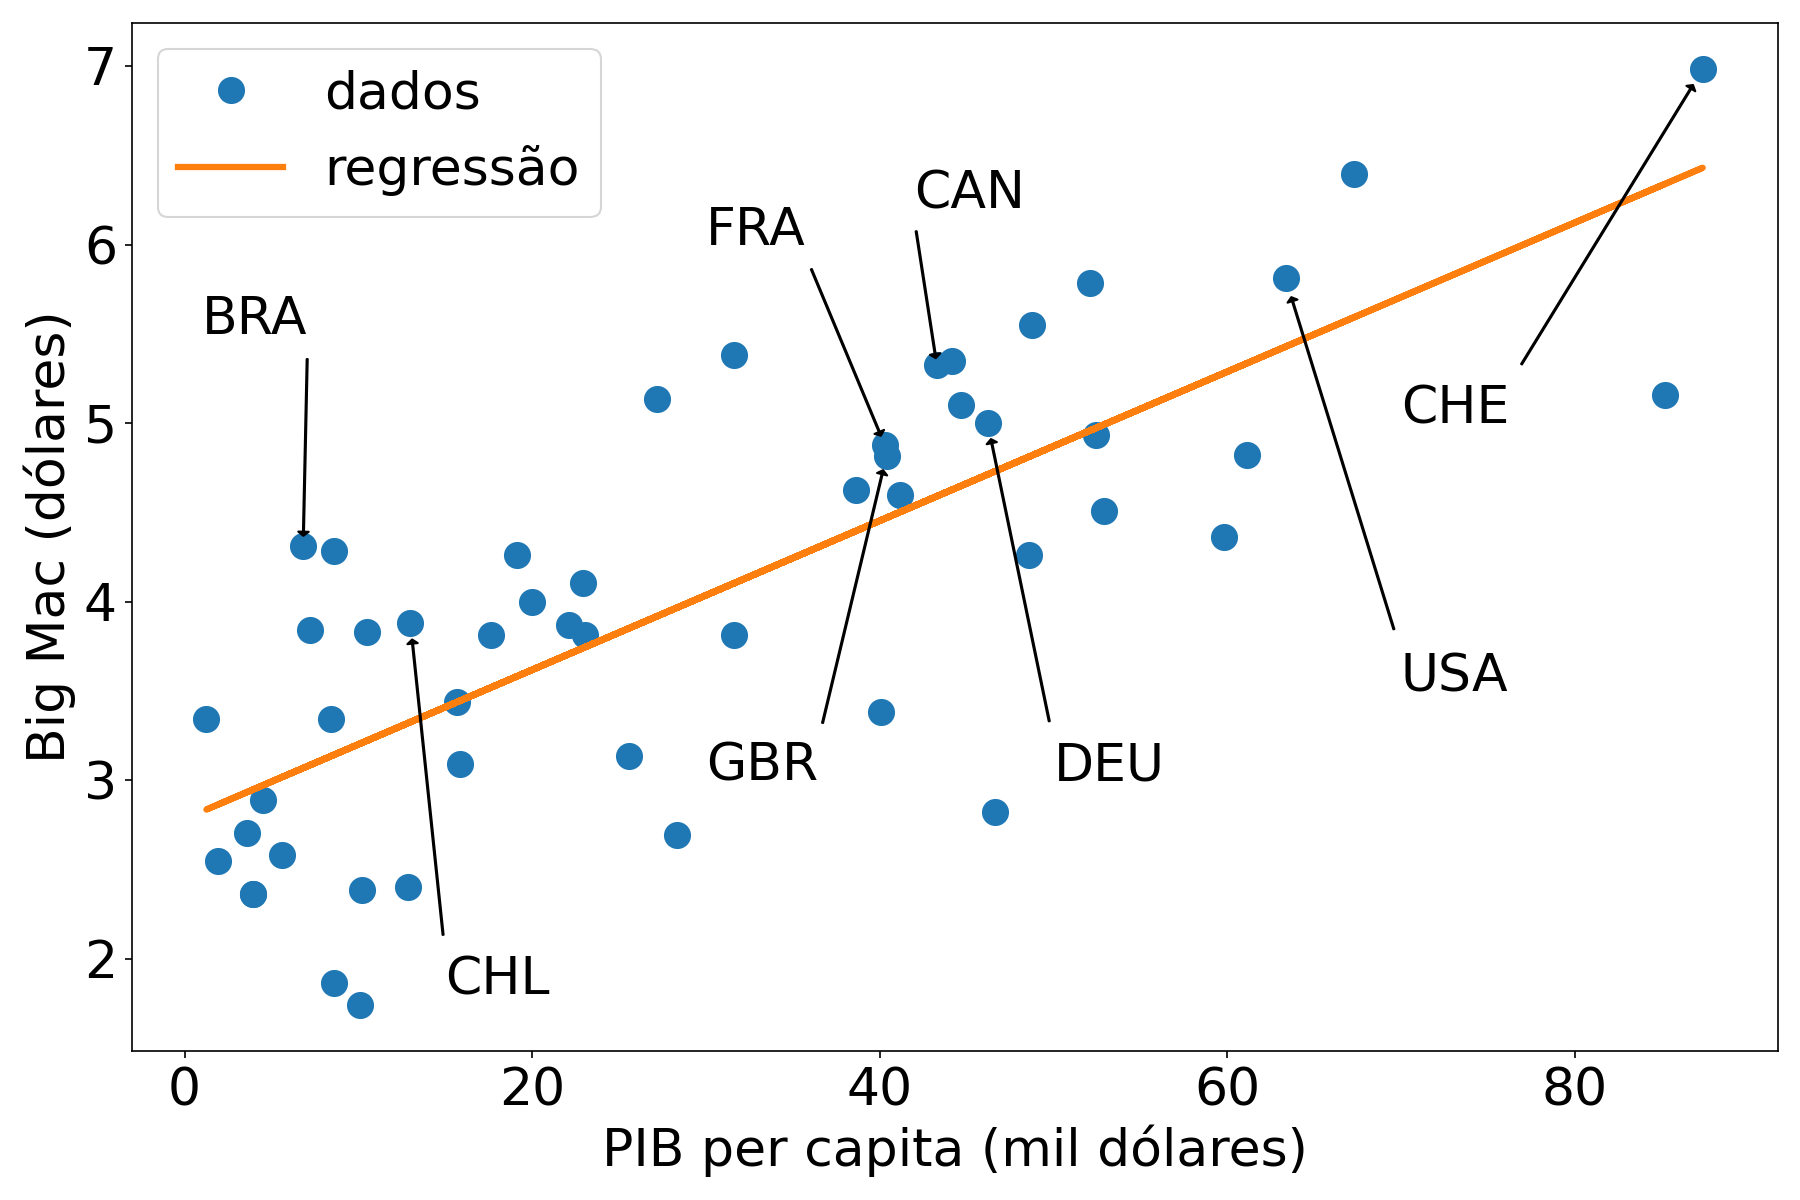 dados
regressão
BRA
FRA
CAN
CHE
USA
GBR
DEU
CHL
7
6
5
4
3
2
Big Mac (dólares)
0 20 40 60 80
PIB per capita (mil dólares)